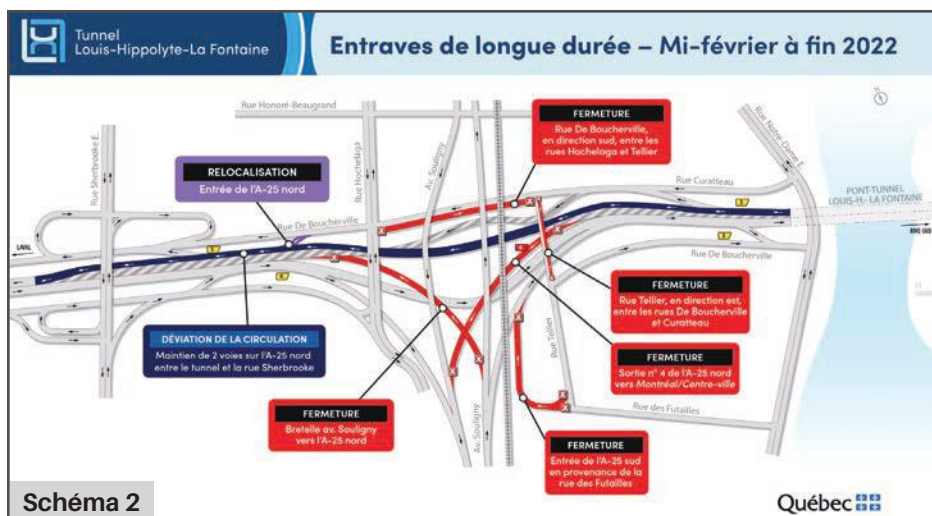 Tunnel
Louis-Hippolyte-La Fontaine
Entraves de longue durée – Mi-février à fin 2022
Rue Honoré-Beaugrand
Rue Sherbrooke E.
Rue Hochelaga
Av. Souligny
Rue Notre-Dame E.
FERMETURE
Rue De Boucherville,
en direction sud, entre les
rues Hochelaga et Tellier
RELOCALISATION
Entrée de l'A-25 nord
Rue Curatteau
PONT-TUNNEL
LOUIS-H.-LA FONTAINE
Rue De Boucherville
LAVAL
Rue De Boucherville
DÉVIATION DE LA CIRCULATION
Maintien de 2 voies sur l'A-25 nord
entre le tunnel et la rue Sherbrooke
FERMETURE
Rue Tellier, en direction est,
entre les rues De Boucherville
et Curatteau
Rue Tellier
FERMETURE
Sortie n° 4 de l'A-25 nord
vers Montréal/Centre-ville
FERMETURE
Bretelle av. Souligny
vers l'A-25 nord
Av. Souligny
Rue des Futailles
FERMETURE
Entrée de l'A-25 sud
en provenance de la
rue des Futailles
Schéma 2
Québec